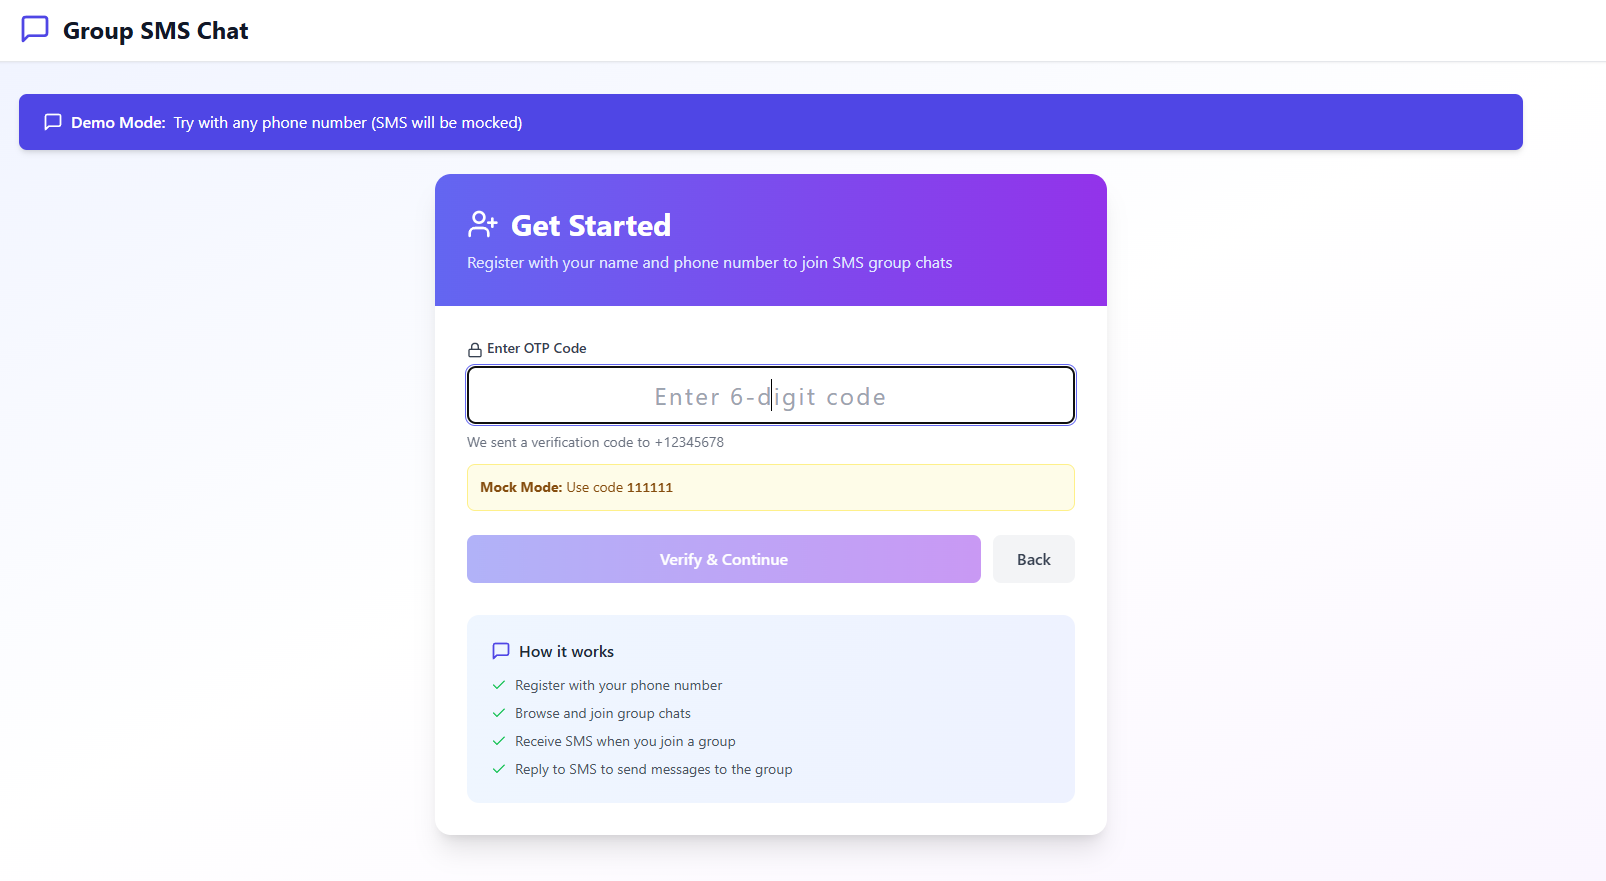 Group SMS Chat
Demo Mode: Try with any phone number (SMS will be mocked)
Get Started
Register with your name and phone number to join SMS group chats
Enter OTP Code
Enter 6-digit code
We sent a verification code to +12345678
Mock Mode: Use code 111111
Verify & Continue
Back
How it works
Register with your phone number
Browse and join group chats
Receive SMS when you join a group
Reply to SMS to send messages to the group